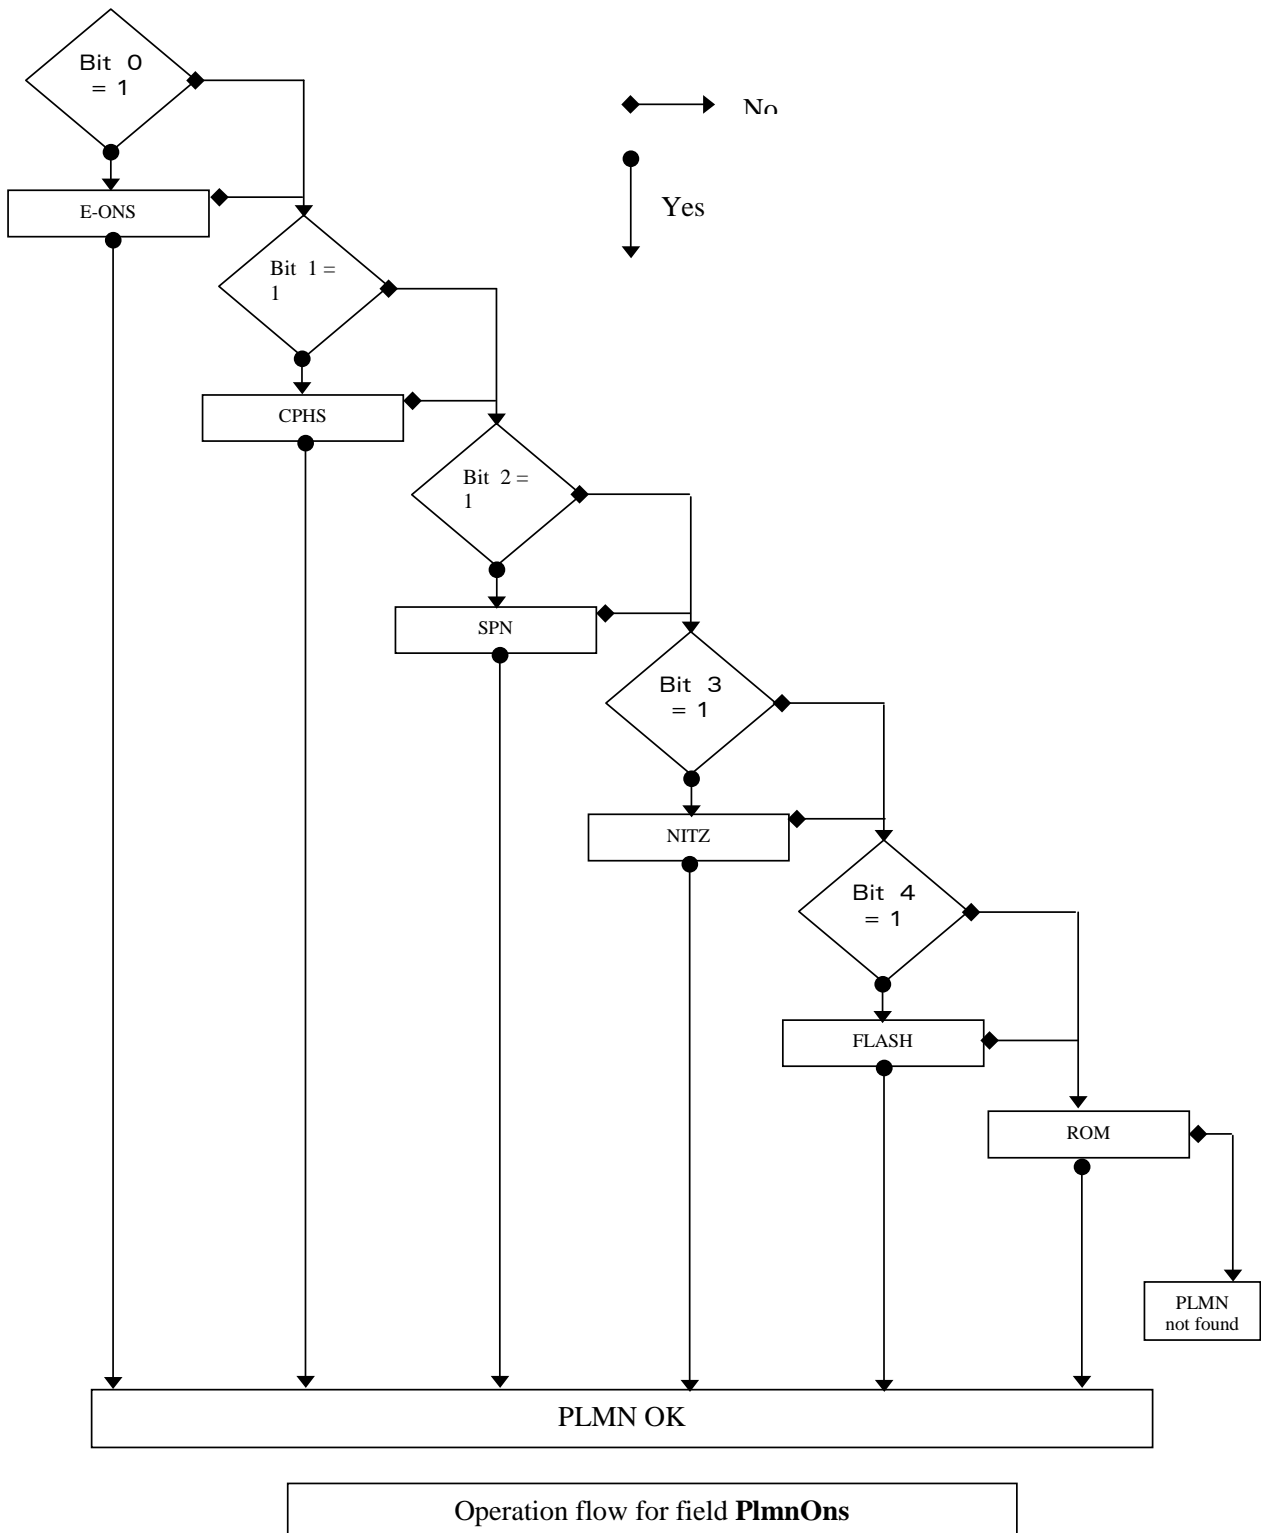 Bit 0
= 1
No
E-ONS
Yes
Bit 1 =
1
CPHS
Bit 2 =
1
SPN
Bit 3
= 1
NITZ
Bit 4
= 1
FLASH
ROM
PLMN
not found
PLMN OK
Operation flow for field PlmnOns